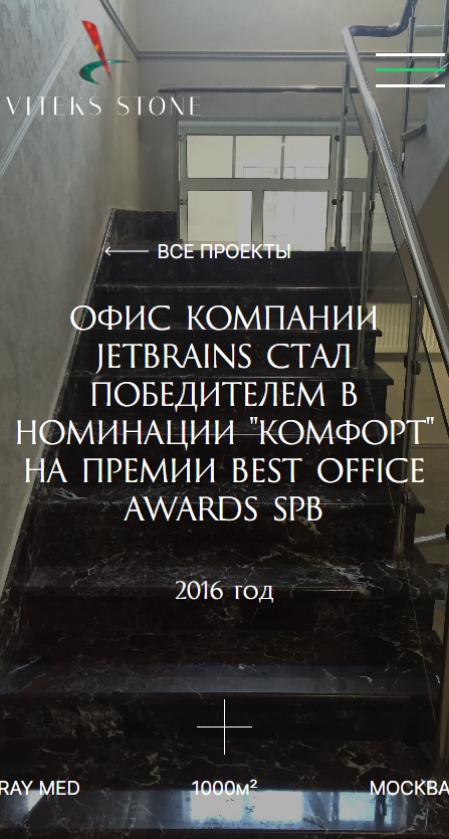 VITEKS STONE
ВСЕ ПРОЕКТЫ
ОФИС КОМПАНИИ
JETBRAINS СТАЛ
ПОБЕДИТЕЛЕМ В
НОМИНАЦИИ "КОМФОРТ"
НА ПРЕМИИ BEST OFFICE
AWARDS SPB
2016 год
RAY MED 1000м² МОСКВА